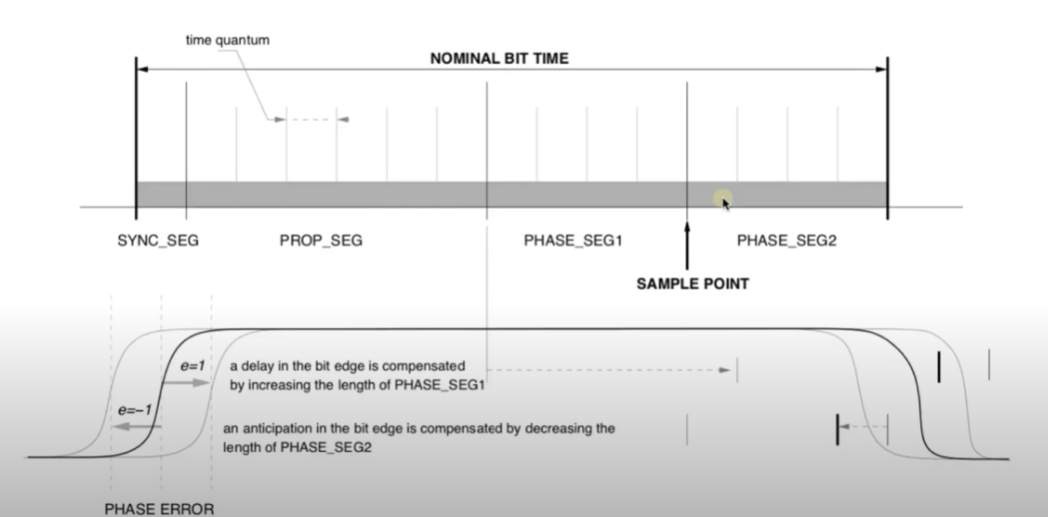 time quantum
NOMINAL BIT TIME
SYNC_SEG
PROP_SEG
PHASE_SEG1
PHASE_SEG2
SAMPLE POINT
e=1
a delay in the bit edge is compensated
by increasing the length of PHASE_SEG1
e=–1
an anticipation in the bit edge is compensated by decreasing the
length of PHASE_SEG2
PHASE ERROR